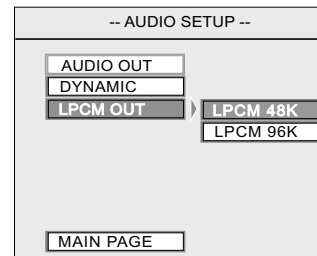 -- AUDIO SETUP --
AUDIO OUT
DYNAMIC
LPCM OUT
LPCM 48K
LPCM 96K
MAIN PAGE